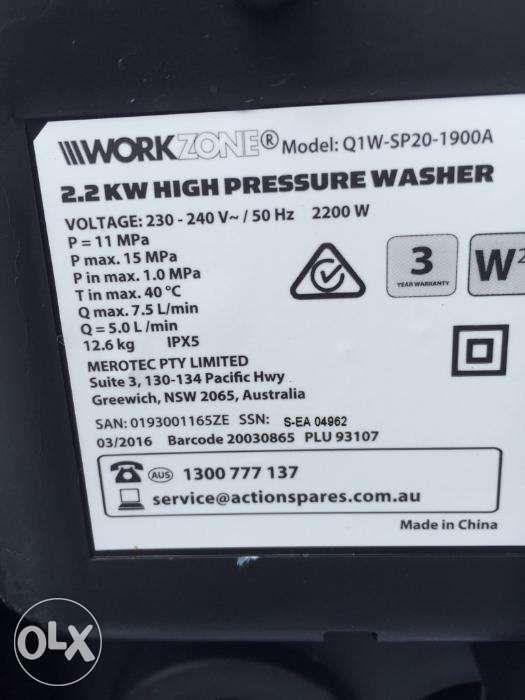 WORKZONE® Model: Q1W-SP20-1900A
2.2 KW HIGH PRESSURE WASHER
VOLTAGE: 230 - 240 V~ / 50 Hz 2200 W
P = 11 MPa
P max. 15 MPa
P in max. 1.0 MPa
T in max. 40 °C
Q max. 7.5 L/min
Q = 5.0 L /min
12.6 kg IPX5
3
YEAR WARRANTY
W2
MEROTEC PTY LIMITED
Suite 3, 130-134 Pacific Hwy
Greewich, NSW 2065, Australia
SAN: 0193001165ZE SSN: S-EA 04962
03/2016 Barcode 20030865 PLU 93107
AUS 1300 777 137
service@actionspares.com.au
Made in China
OLX